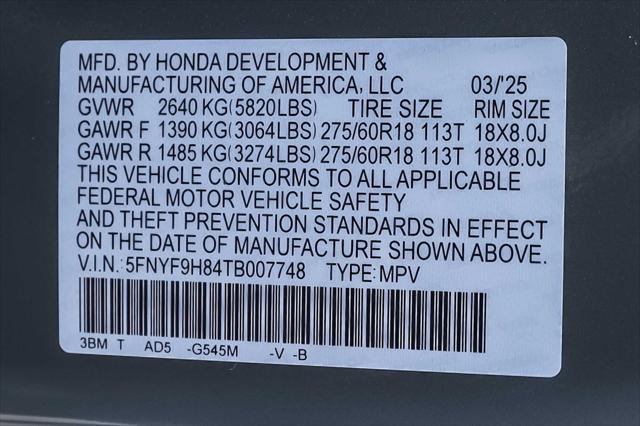 MFD. BY HONDA DEVELOPMENT &
MANUFACTURING OF AMERICA, LLC 03/'25
GVWR 2640 KG(5820LBS) TIRE SIZE RIM SIZE
GAWR F 1390 KG(3064LBS) 275/60R18 113T 18X8.0J
GAWR R 1485 KG(3274LBS) 275/60R18 113T 18X8.0J
THIS VEHICLE CONFORMS TO ALL APPLICABLE
FEDERAL MOTOR VEHICLE SAFETY
AND THEFT PREVENTION STANDARDS IN EFFECT
ON THE DATE OF MANUFACTURE SHOWN ABOVE.
V.I.N.: 5FNYF9H84TB007748 TYPE: MPV
3BM T AD5 -G545M -V -B